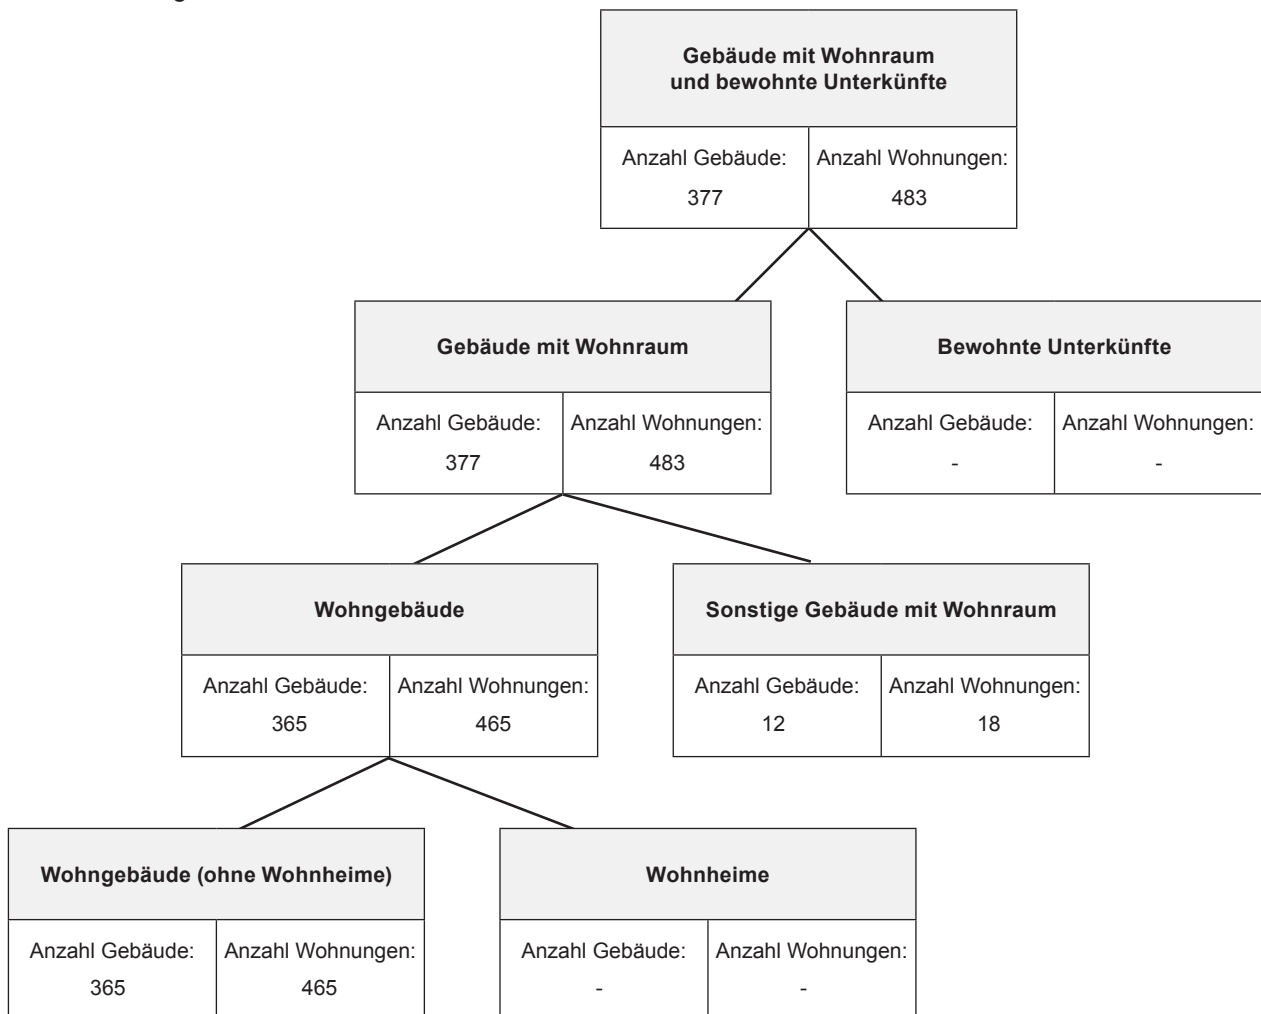 Gebäude mit Wohnraum
und bewohnte Unterkünfte
Anzahl Gebäude: Anzahl Wohnungen:
377 483
Gebäude mit Wohnraum Bewohnte Unterkünfte
Anzahl Gebäude: Anzahl Wohnungen: Anzahl Gebäude: Anzahl Wohnungen:
377 483 - -
Wohngebäude Sonstige Gebäude mit Wohnraum
Anzahl Gebäude: Anzahl Wohnungen: Anzahl Gebäude: Anzahl Wohnungen:
365 465 12 18
Wohngebäude (ohne Wohnheime) Wohnheime
Anzahl Gebäude: Anzahl Wohnungen: Anzahl Gebäude: Anzahl Wohnungen:
365 465 - -